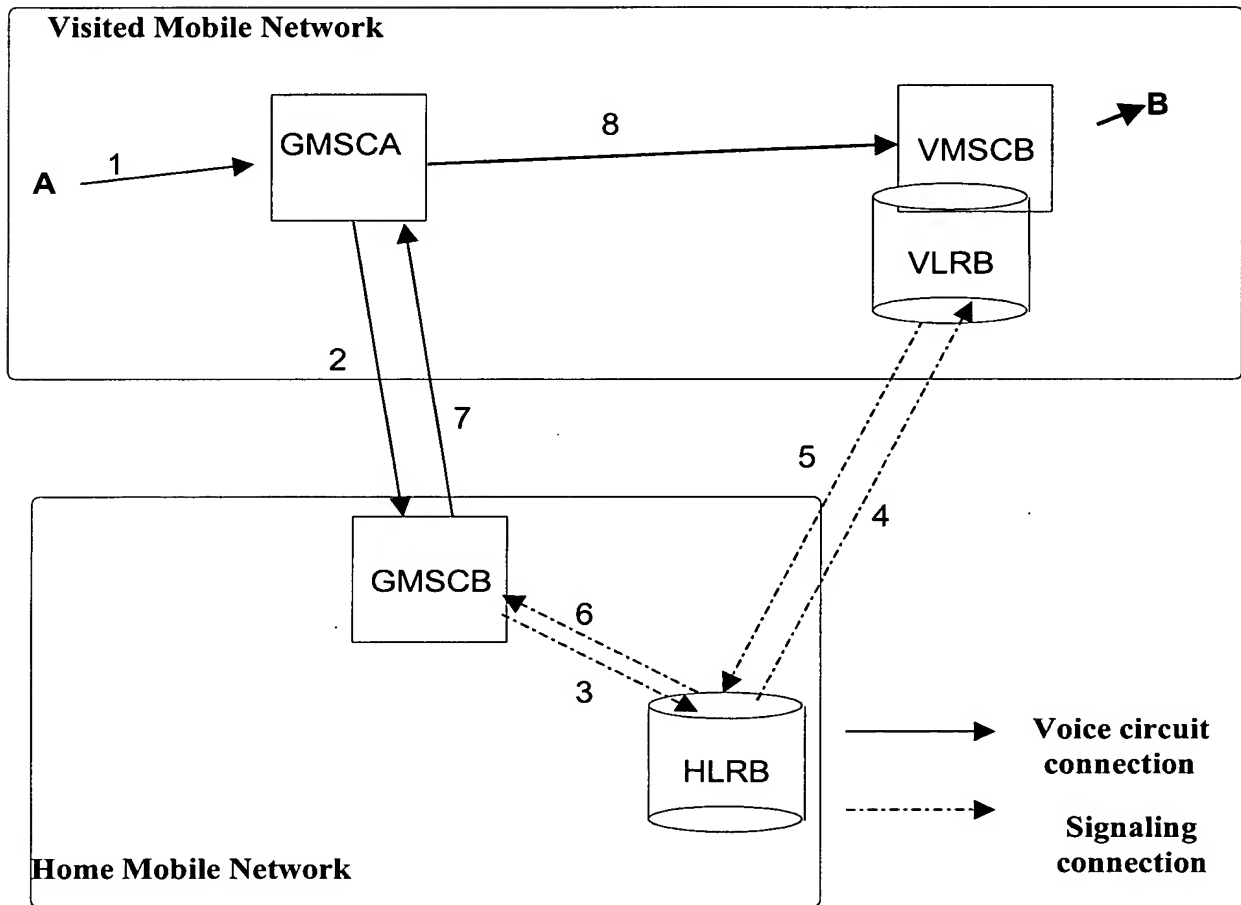 Visited Mobile Network
A
1
GMSCA
8
VMSCB
B
VLRB
2
7
5
4
GMSCB
6
3
HLRB
Voice circuit
connection
Signaling
connection
Home Mobile Network